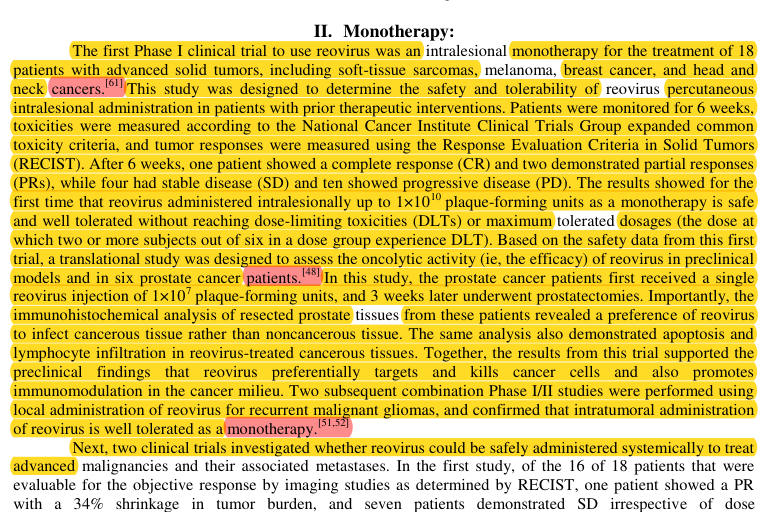 II. Monotherapy:
The first Phase I clinical trial to use reovirus was an intralesional monotherapy for the treatment of 18
patients with advanced solid tumors, including soft-tissue sarcomas, melanoma, breast cancer, and head and
neck cancers.[61] This study was designed to determine the safety and tolerability of reovirus percutaneous
intralesional administration in patients with prior therapeutic interventions. Patients were monitored for 6 weeks,
toxicities were measured according to the National Cancer Institute Clinical Trials Group expanded common
toxicity criteria, and tumor responses were measured using the Response Evaluation Criteria in Solid Tumors
(RECIST). After 6 weeks, one patient showed a complete response (CR) and two demonstrated partial responses
(PRs), while four had stable disease (SD) and ten showed progressive disease (PD). The results showed for the
first time that reovirus administered intralesionally up to 1×10^10 plaque-forming units as a monotherapy is safe
and well tolerated without reaching dose-limiting toxicities (DLTs) or maximum tolerated dosages (the dose at
which two or more subjects out of six in a dose group experience DLT). Based on the safety data from this first
trial, a translational study was designed to assess the oncolytic activity (ie, the efficacy) of reovirus in preclinical
models and in six prostate cancer patients.[48] In this study, the prostate cancer patients first received a single
reovirus injection of 1×10^7 plaque-forming units, and 3 weeks later underwent prostatectomies. Importantly, the
immunohistochemical analysis of resected prostate tissues from these patients revealed a preference of reovirus
to infect cancerous tissue rather than noncancerous tissue. The same analysis also demonstrated apoptosis and
lymphocyte infiltration in reovirus-treated cancerous tissues. Together, the results from this trial supported the
preclinical findings that reovirus preferentially targets and kills cancer cells and also promotes
immunomodulation in the cancer milieu. Two subsequent combination Phase I/II studies were performed using
local administration of reovirus for recurrent malignant gliomas, and confirmed that intratumoral administration
of reovirus is well tolerated as a monotherapy.[51,52]
Next, two clinical trials investigated whether reovirus could be safely administered systemically to treat
advanced malignancies and their associated metastases. In the first study, of the 16 of 18 patients that were
evaluable for the objective response by imaging studies as determined by RECIST, one patient showed a PR
with a 34% shrinkage in tumor burden, and seven patients demonstrated SD irrespective of dose